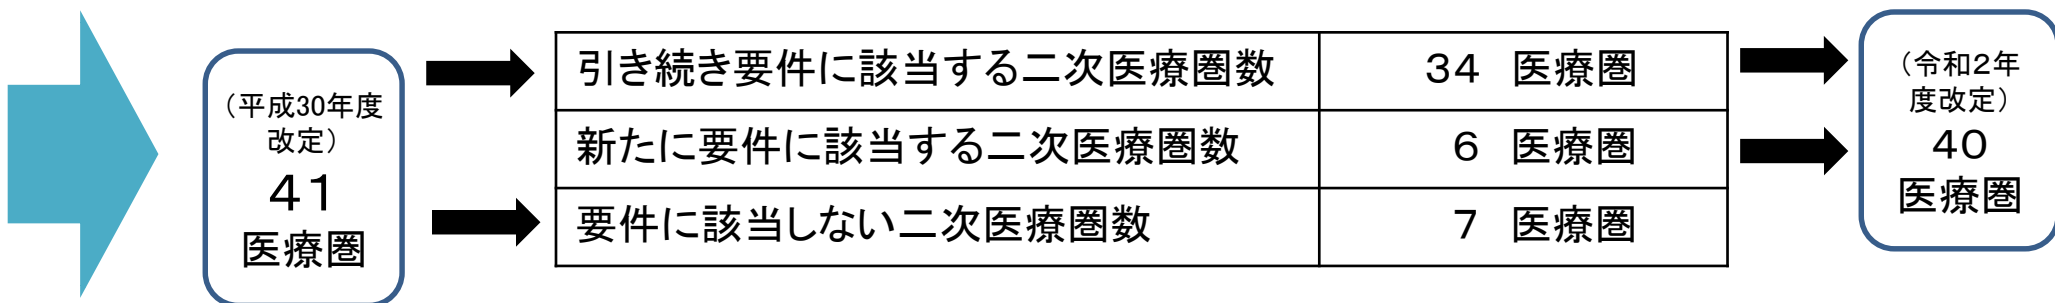 （平成30年度
改定）
４１
医療圏
引き続き要件に該当する二次医療圏数
３４　医療圏
新たに要件に該当する二次医療圏数
６　医療圏
要件に該当しない二次医療圏数
７　医療圏
（令和２年
度改定）
４０
医療圏